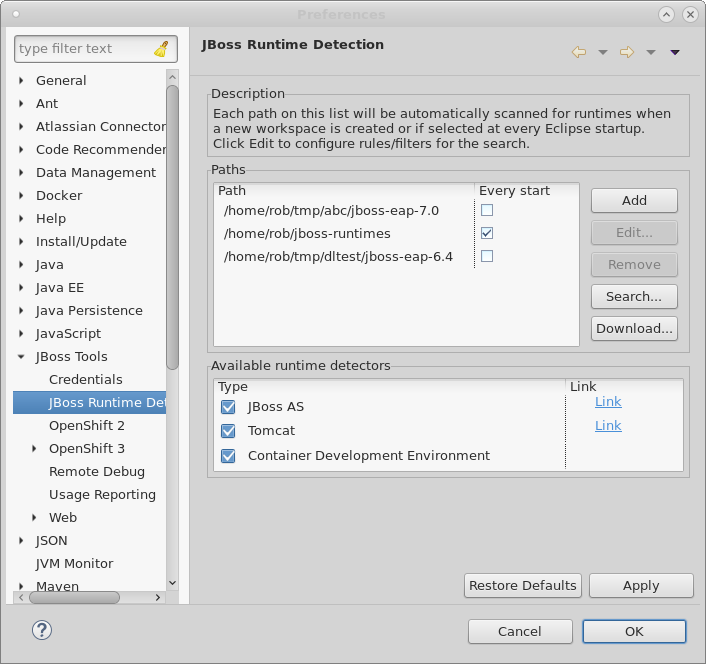 Preferences
type filter text
General
Ant
Atlassian Connector
Code Recommender
Data Management
Docker
Help
Install/Update
Java
Java EE
Java Persistence
JavaScript
JBoss Tools
Credentials
JBoss Runtime Det
OpenShift 2
OpenShift 3
Remote Debug
Usage Reporting
Web
JSON
JVM Monitor
Maven
JBoss Runtime Detection
Description
Each path on this list will be automatically scanned for runtimes when
a new workspace is created or if selected at every Eclipse startup.
Click Edit to configure rules/filters for the search.
Paths
Path Every start
/home/rob/tmp/abc/jboss-eap-7.0
/home/rob/jboss-runtimes
/home/rob/tmp/dltest/jboss-eap-6.4
Add
Edit...
Remove
Search...
Download...
Available runtime detectors
Type Link
JBoss AS Link
Tomcat Link
Container Development Environment
Restore Defaults Apply
? Cancel OK